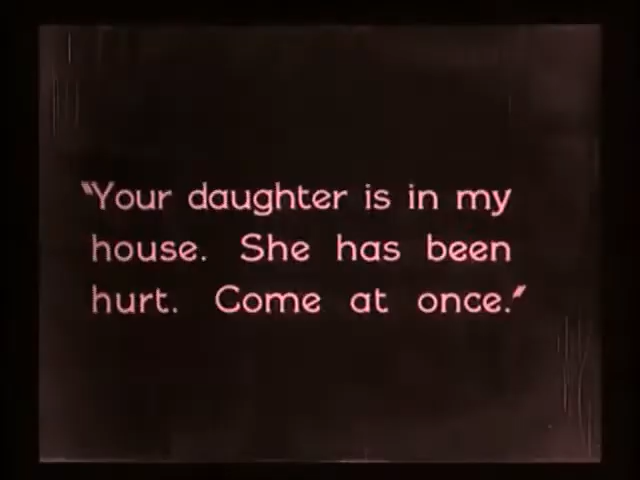 "Your daughter is in my
house. She has been
hurt. Come at once."